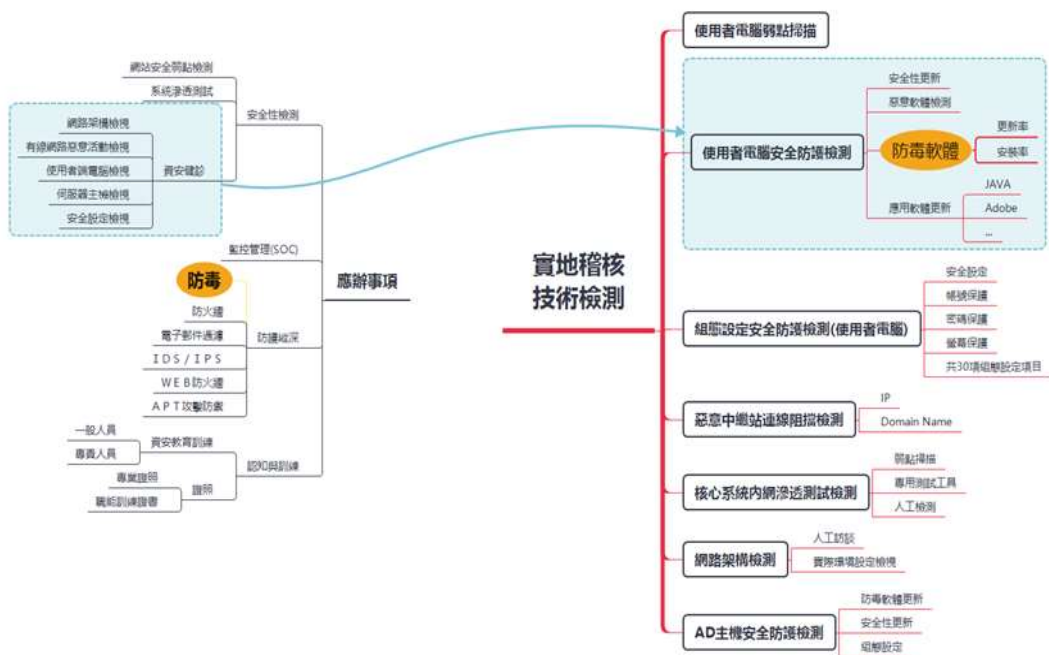 應辦事項
安全性檢測
網站安全弱點檢測
系統滲透測試
資安健診
網路架構檢視
有線網路惡意活動檢視
使用者端電腦檢視
伺服器主機檢視
安全設定檢視
監控管理(SOC)
防護縱深
防毒
防火牆
電子郵件過濾
IDS/IPS
WEB防火牆
APT攻擊防禦
認知與訓練
資安教育訓練
一般人員
專責人員
證照
專業證照
職能訓練證書
實地稽核
技術檢測
使用者電腦弱點掃描
使用者電腦安全防護檢測
安全性更新
惡意軟體檢測
防毒軟體
更新率
安裝率
應用軟體更新
JAVA
Adobe
...
組態設定安全防護檢測(使用者電腦)
安全設定
帳號保護
密碼保護
螢幕保護
共30項組態設定項目
惡意中繼站連線阻擋檢測
IP
Domain Name
核心系統內網滲透測試檢測
弱點掃描
專用測試工具
人工檢測
網路架構檢測
人工訪談
實際環境設定檢視
AD主機安全防護檢測
防毒軟體更新
安全性更新
組態設定